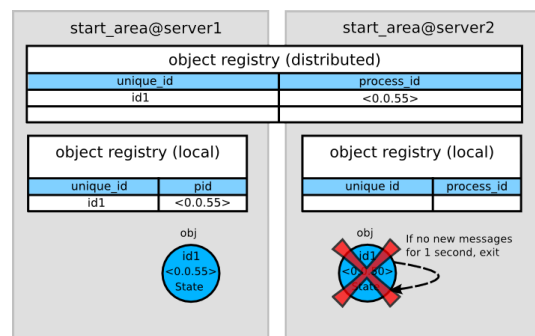 start_area@server1
start_area@server2
object registry (distributed)
unique_id
process_id
id1
<0.0.55>
object registry (local)
unique_id
pid
id1
<0.0.55>
object registry (local)
unique id
process_id
obj
id1
<0.0.55>
State
obj
id1
State
If no new messages
for 1 second, exit